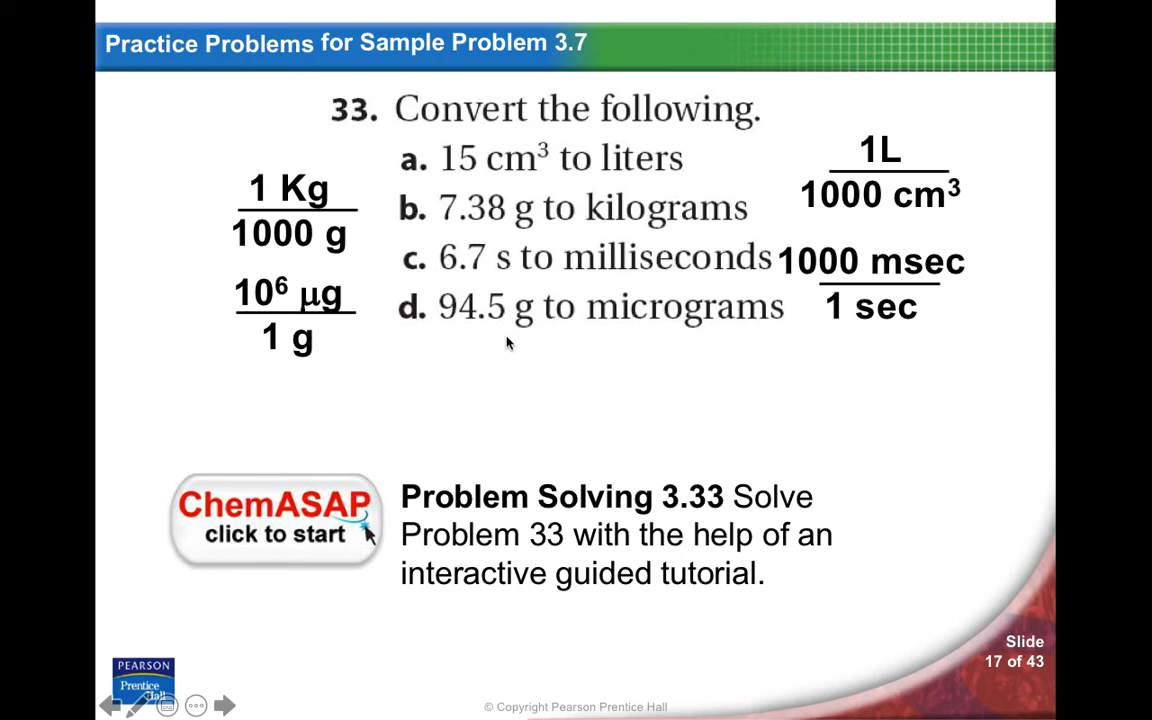 Practice Problems for Sample Problem 3.7
33. Convert the following.
a. 15 cm³ to liters
b. 7.38 g to kilograms
c. 6.7 s to milliseconds
d. 94.5 g to micrograms
1 Kg
1000 g
10⁶ μg
1 g
1L
1000 cm³
1000 msec
1 sec
ChemASAP
click to start
Problem Solving 3.33 Solve
Problem 33 with the help of an
interactive guided tutorial.
Slide
17 of 43
PEARSON
Prentice
Hall
© Copyright Pearson Prentice Hall